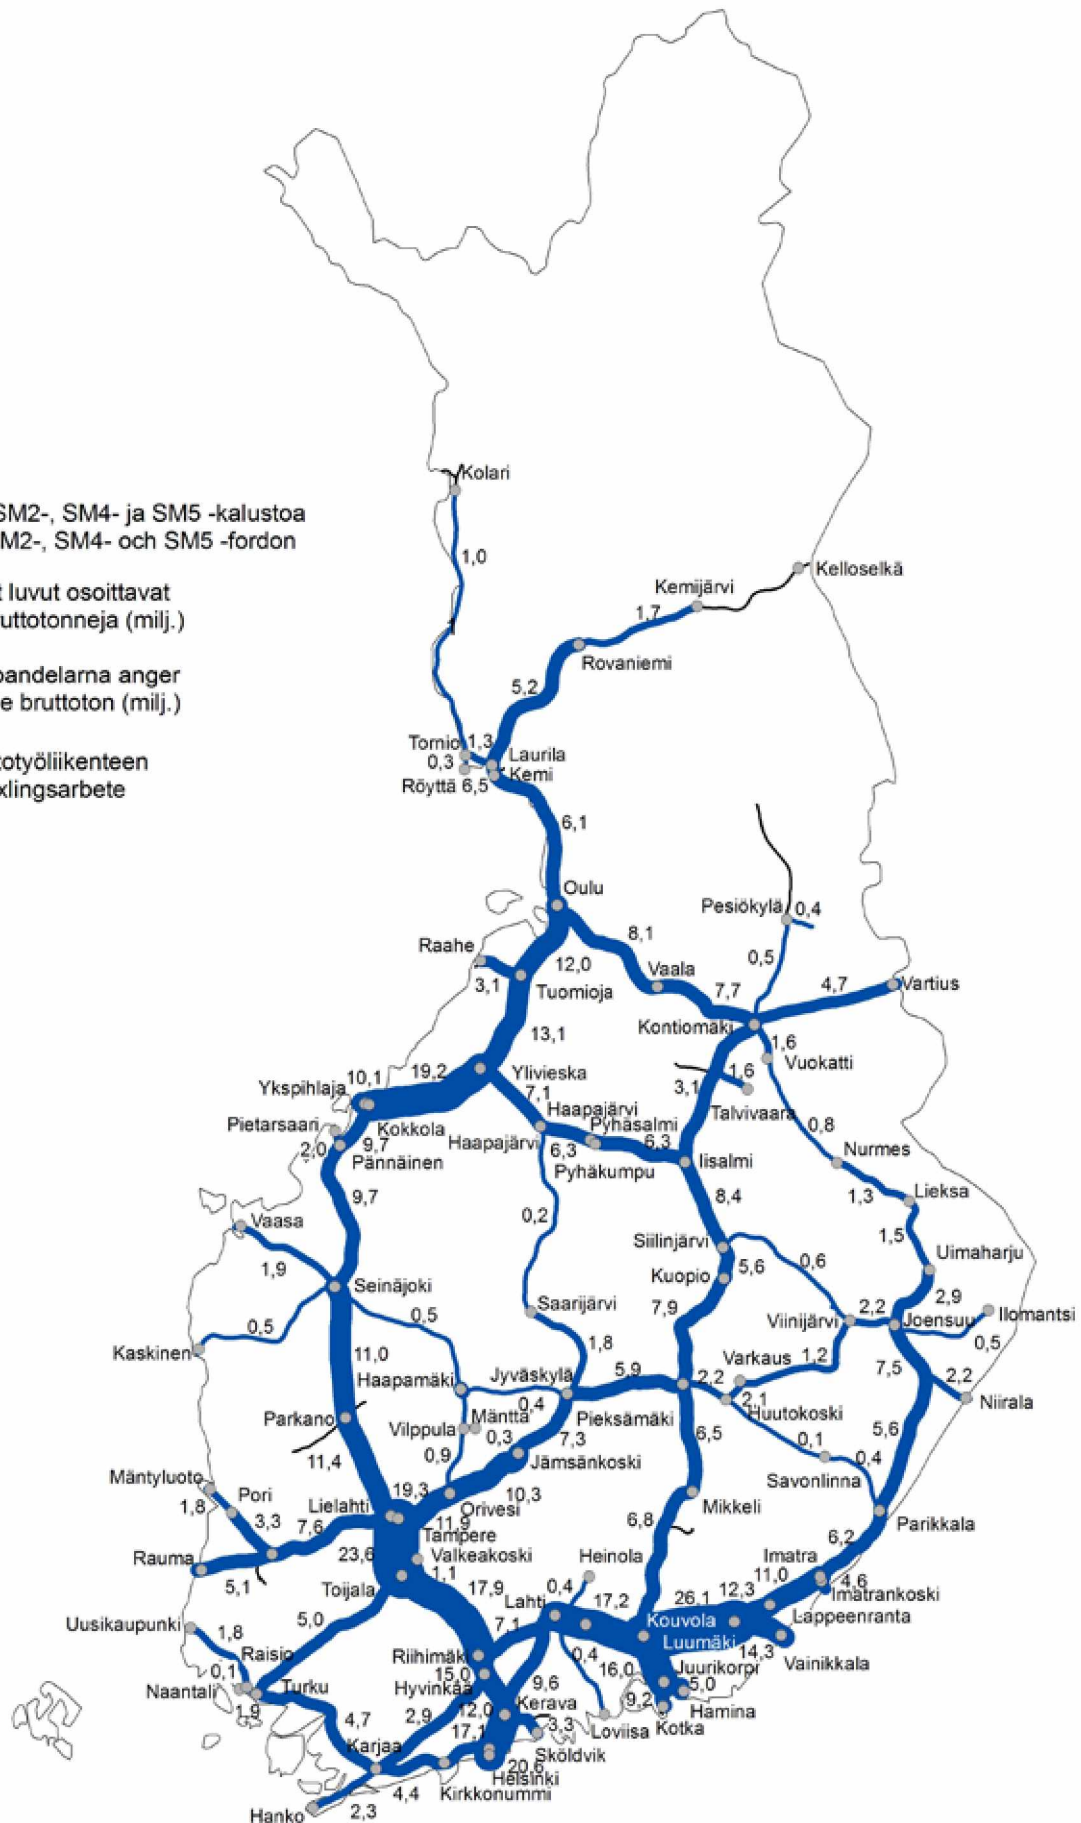 Kolari
SM2-, SM4- ja SM5 -kalustoa
M2-, SM4- och SM5 -fordon
1,0
Kelloselkä
Kemijärvi
t luvut osoittavat
1,7
uttotonneja (milj.)
Rovaniemi
bandelarna anger
5,2
e bruttoton (milj.)
Tornio 1,3
Laurila
0,3
totyöliikenteen
Kemi
Röyttä 6,5
xlingsarbete
6,1
Oulu
Pesiökylä 0,4
8,1
Raahe
0,5
12,0
Vaala
3,1
4,7
Vartius
Tuomioja
7,7
Kontiomäki
13,1
1,6
Vuokatti
19,2
Ylivieska
1,6
10,1
Ykspihlaja
3,1
7,1
Talvivaara
Haapajärvi
Pietarsaari
Kokkola
Pyhäsalmi
0,8
2,0
9,7
Haapajärvi
6,3
6,3
Nurmes
Pännäinen
Pyhäkumpu
Iisalmi
9,7
8,4
1,3
Lieksa
0,2
Vaasa
1,5
Siilinjärvi
Uimaharju
1,9
0,6
5,6
Kuopio
Seinäjoki
2,9
Saarijärvi
7,9
2,2
Ilomantsi
0,5
Viinijärvi
Joensuu
0,5
1,8
0,5
Kaskinen
11,0
1,2
7,5
Varkaus
Jyväskylä
5,9
2,2
2,2
Haapamäki
0,4
2,1
Niirala
Huutokoski
Parkano
Mänttä
Pieksämäki
5,6
Vilppula
0,3
7,3
6,5
0,1
0,9
0,4
11,4
Jämsänkoski
Savonlinna
Mäntyluoto
19,3
10,3
Pori
Mikkeli
1,8
Lielahti
Orivesi
3,3
7,6
11,9
6,8
Parikkala
Tampere
6,2
Rauma
23,6
Valkeakoski
Heinola
Imatra
1,1
5,1
11,0
4,6
Toijala
17,9
0,4
26,1
12,3
Imatrankoski
Lahti
17,2
Uusikaupunki
5,0
Kouvola
Lappeenranta
1,8
7,1
Luumäki
14,3
Raisio
Riihimäki
0,4
Vainikkala
16,0
Juurikorpi
15,0
0,1
Naantali
Turku
Hyvinkää
9,6
5,0
1,9
Hamina
9,2
12,0
Kerava
4,7
2,9
3,3
Loviisa
Kotka
17,1
Karjaa
Sköldvik
20,6
Helsinki
4,4
Kirkkonummi
2,3
Hanko